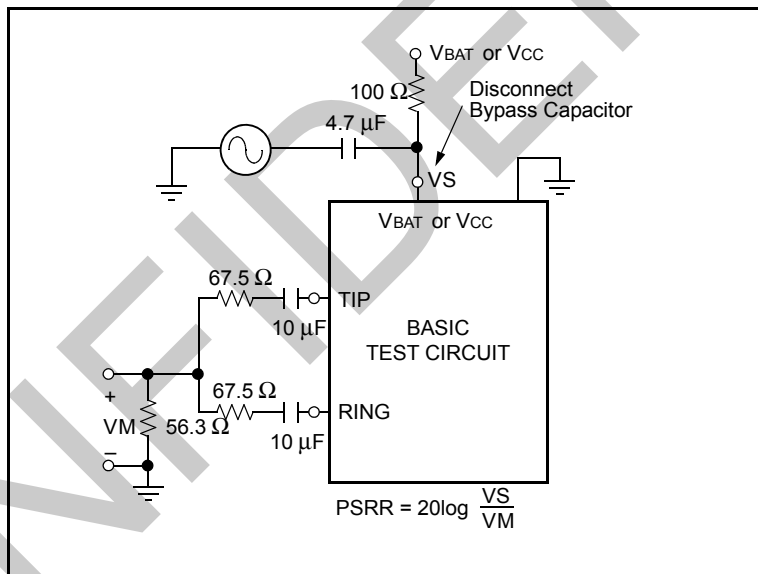 VBAT or VCC
100 Ω
Disconnect
Bypass Capacitor
4.7 µF
VS
VBAT or VCC
67.5 Ω
TIP
10 µF
BASIC
TEST CIRCUIT
67.5 Ω
RING
+
VM
56.3 Ω
10 µF
−
PSRR = 20log VS/VM
NFIDE